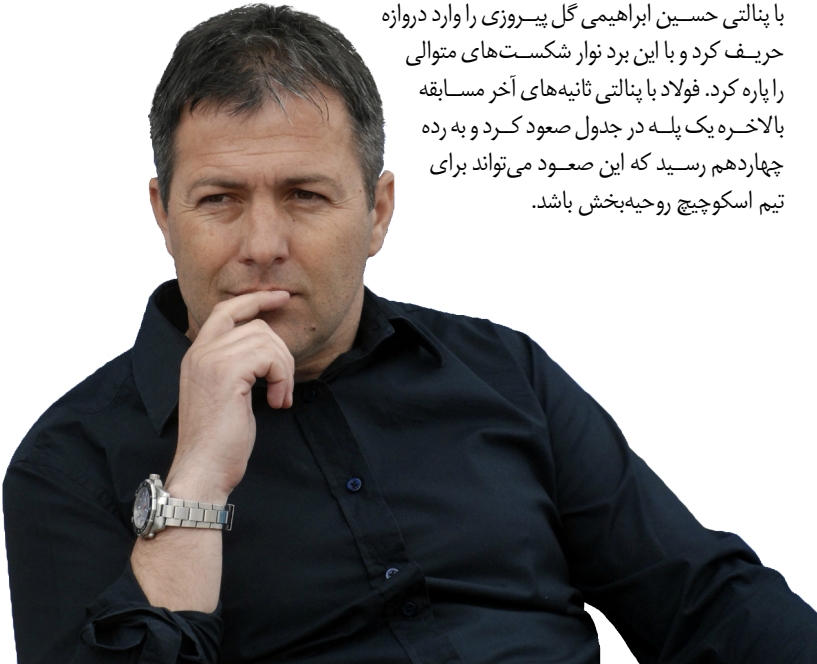 با پنالتی حسین ابراهیمی گل پیروزی را وارد دروازه
حریف کرد و با این برد نوار شکست‌های متوالی
را پاره کرد. فولاد با پنالتی ثانیه‌های آخر مسابقه
بالاخره یک پله در جدول صعود کرد و به رده
چهاردهم رسید که این صعود می‌تواند برای
تیم اسکوچیچ روحیه‌بخش باشد.